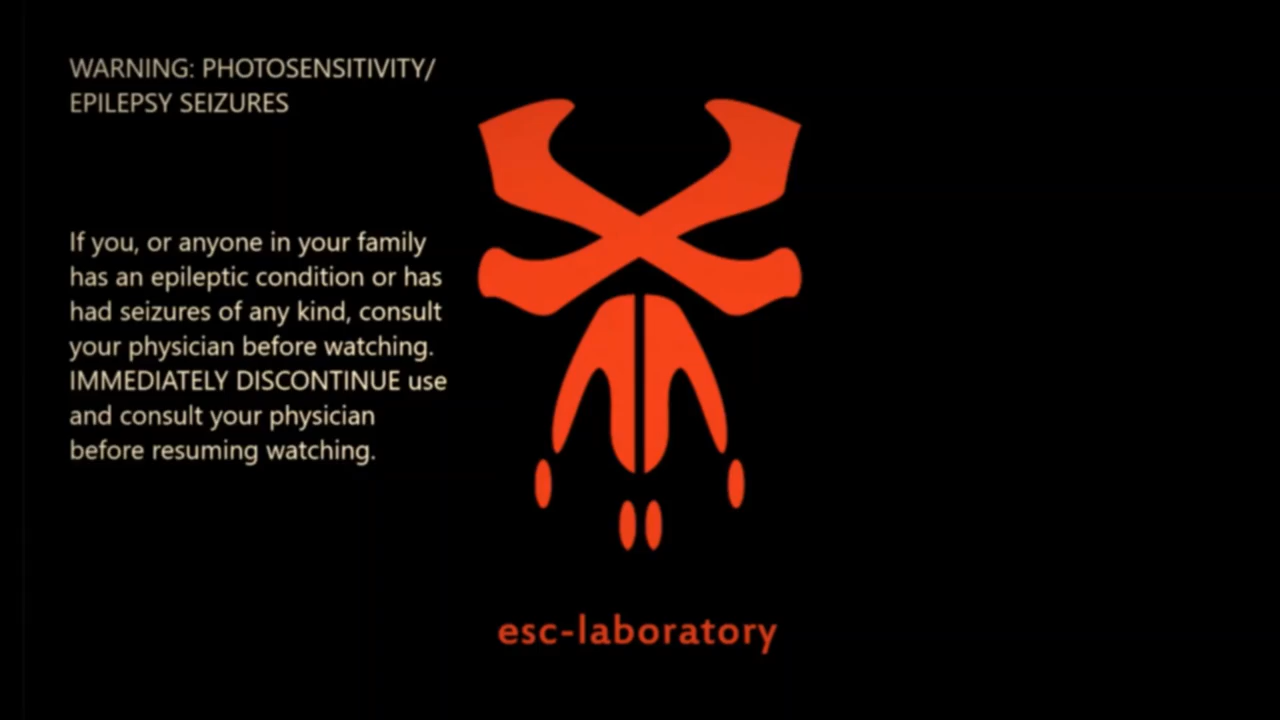 WARNING: PHOTOSENSITIVITY/
EPILEPSY SEIZURES
If you, or anyone in your family
has an epileptic condition or has
had seizures of any kind, consult
your physician before watching.
IMMEDIATELY DISCONTINUE use
and consult your physician
before resuming watching.
esc-laboratory